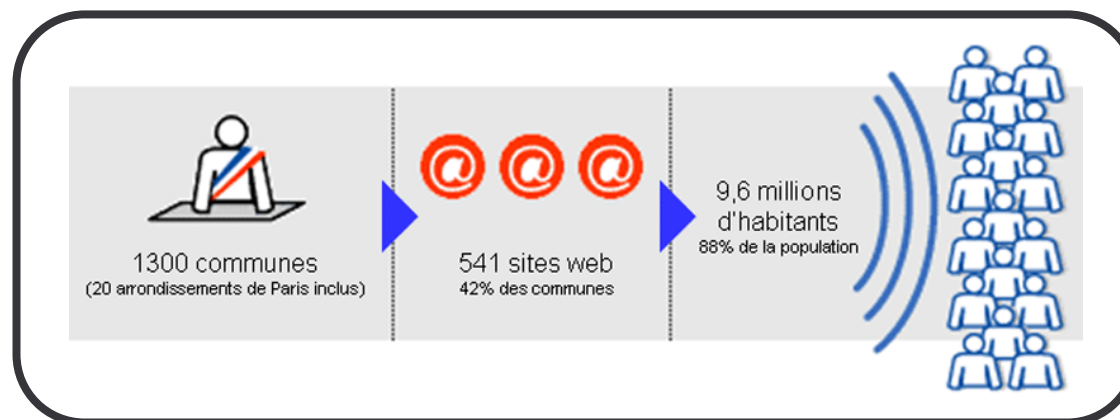 1300 communes
(20 arrondissements de Paris inclus)
@ @ @
541 sites web
42% des communes
9,6 millions
d'habitants
88% de la population